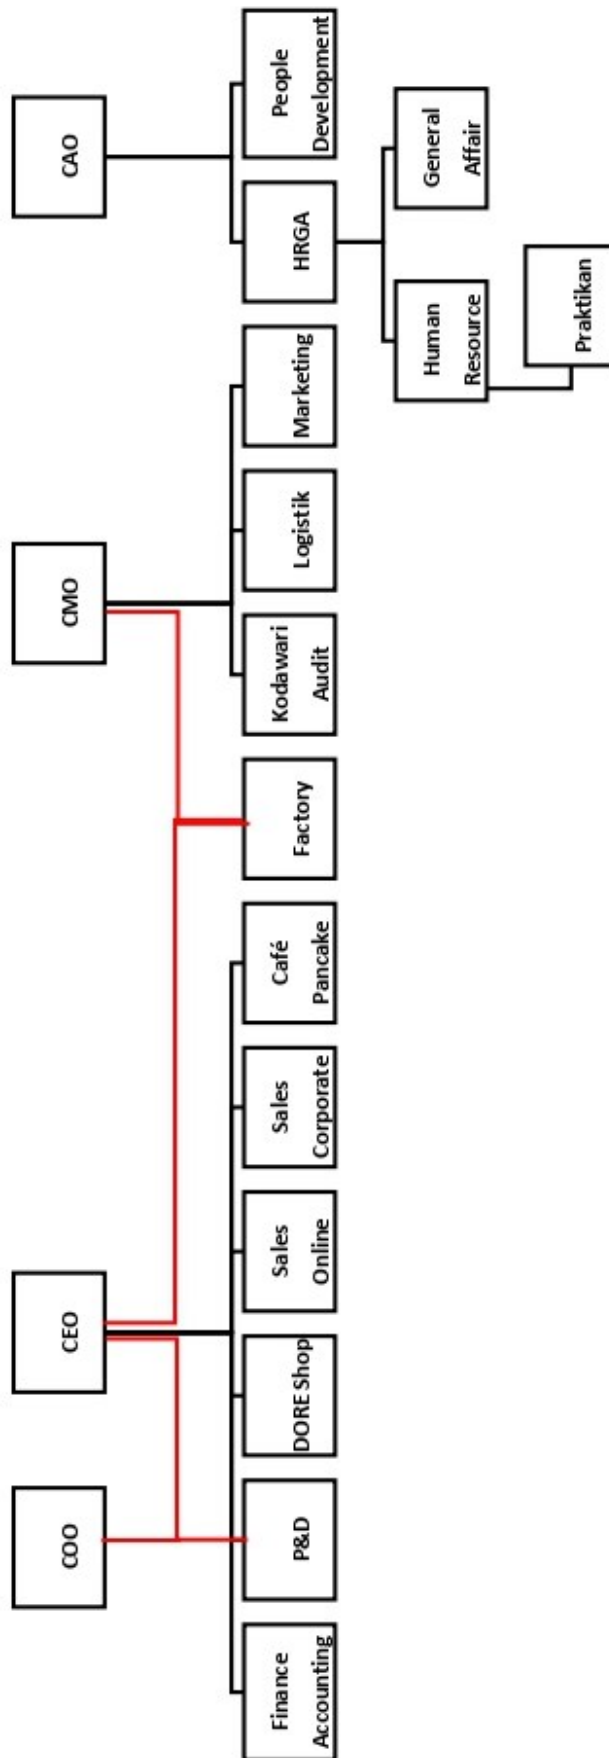 COO
CEO
CMO
CAO
Finance
Accounting
P&D
DORE Shop
Sales
Online
Sales
Corporate
Café
Pancake
Factory
Kodawari
Audit
Logistik
Marketing
HRGA
People
Development
Human
Resource
General
Affair
Praktikan